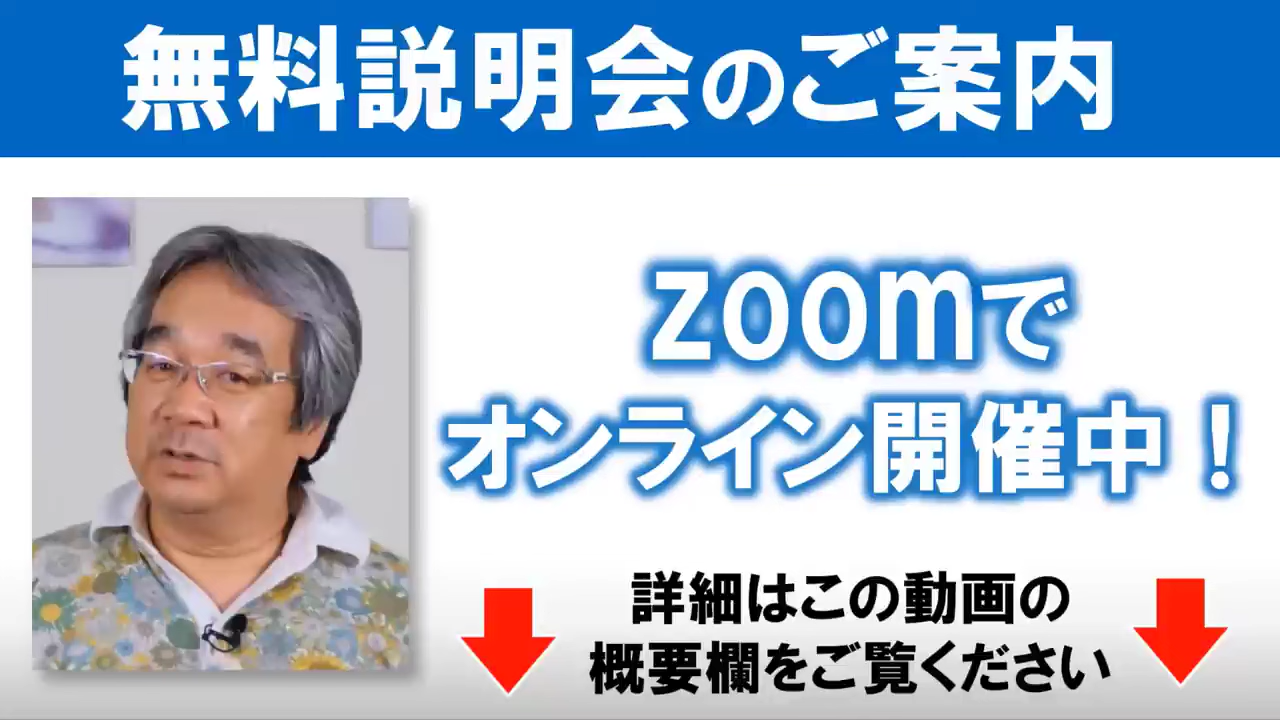 無料説明会のご案内
zoomで
オンライン開催中！
詳細はこの動画の
概要欄をご覧ください